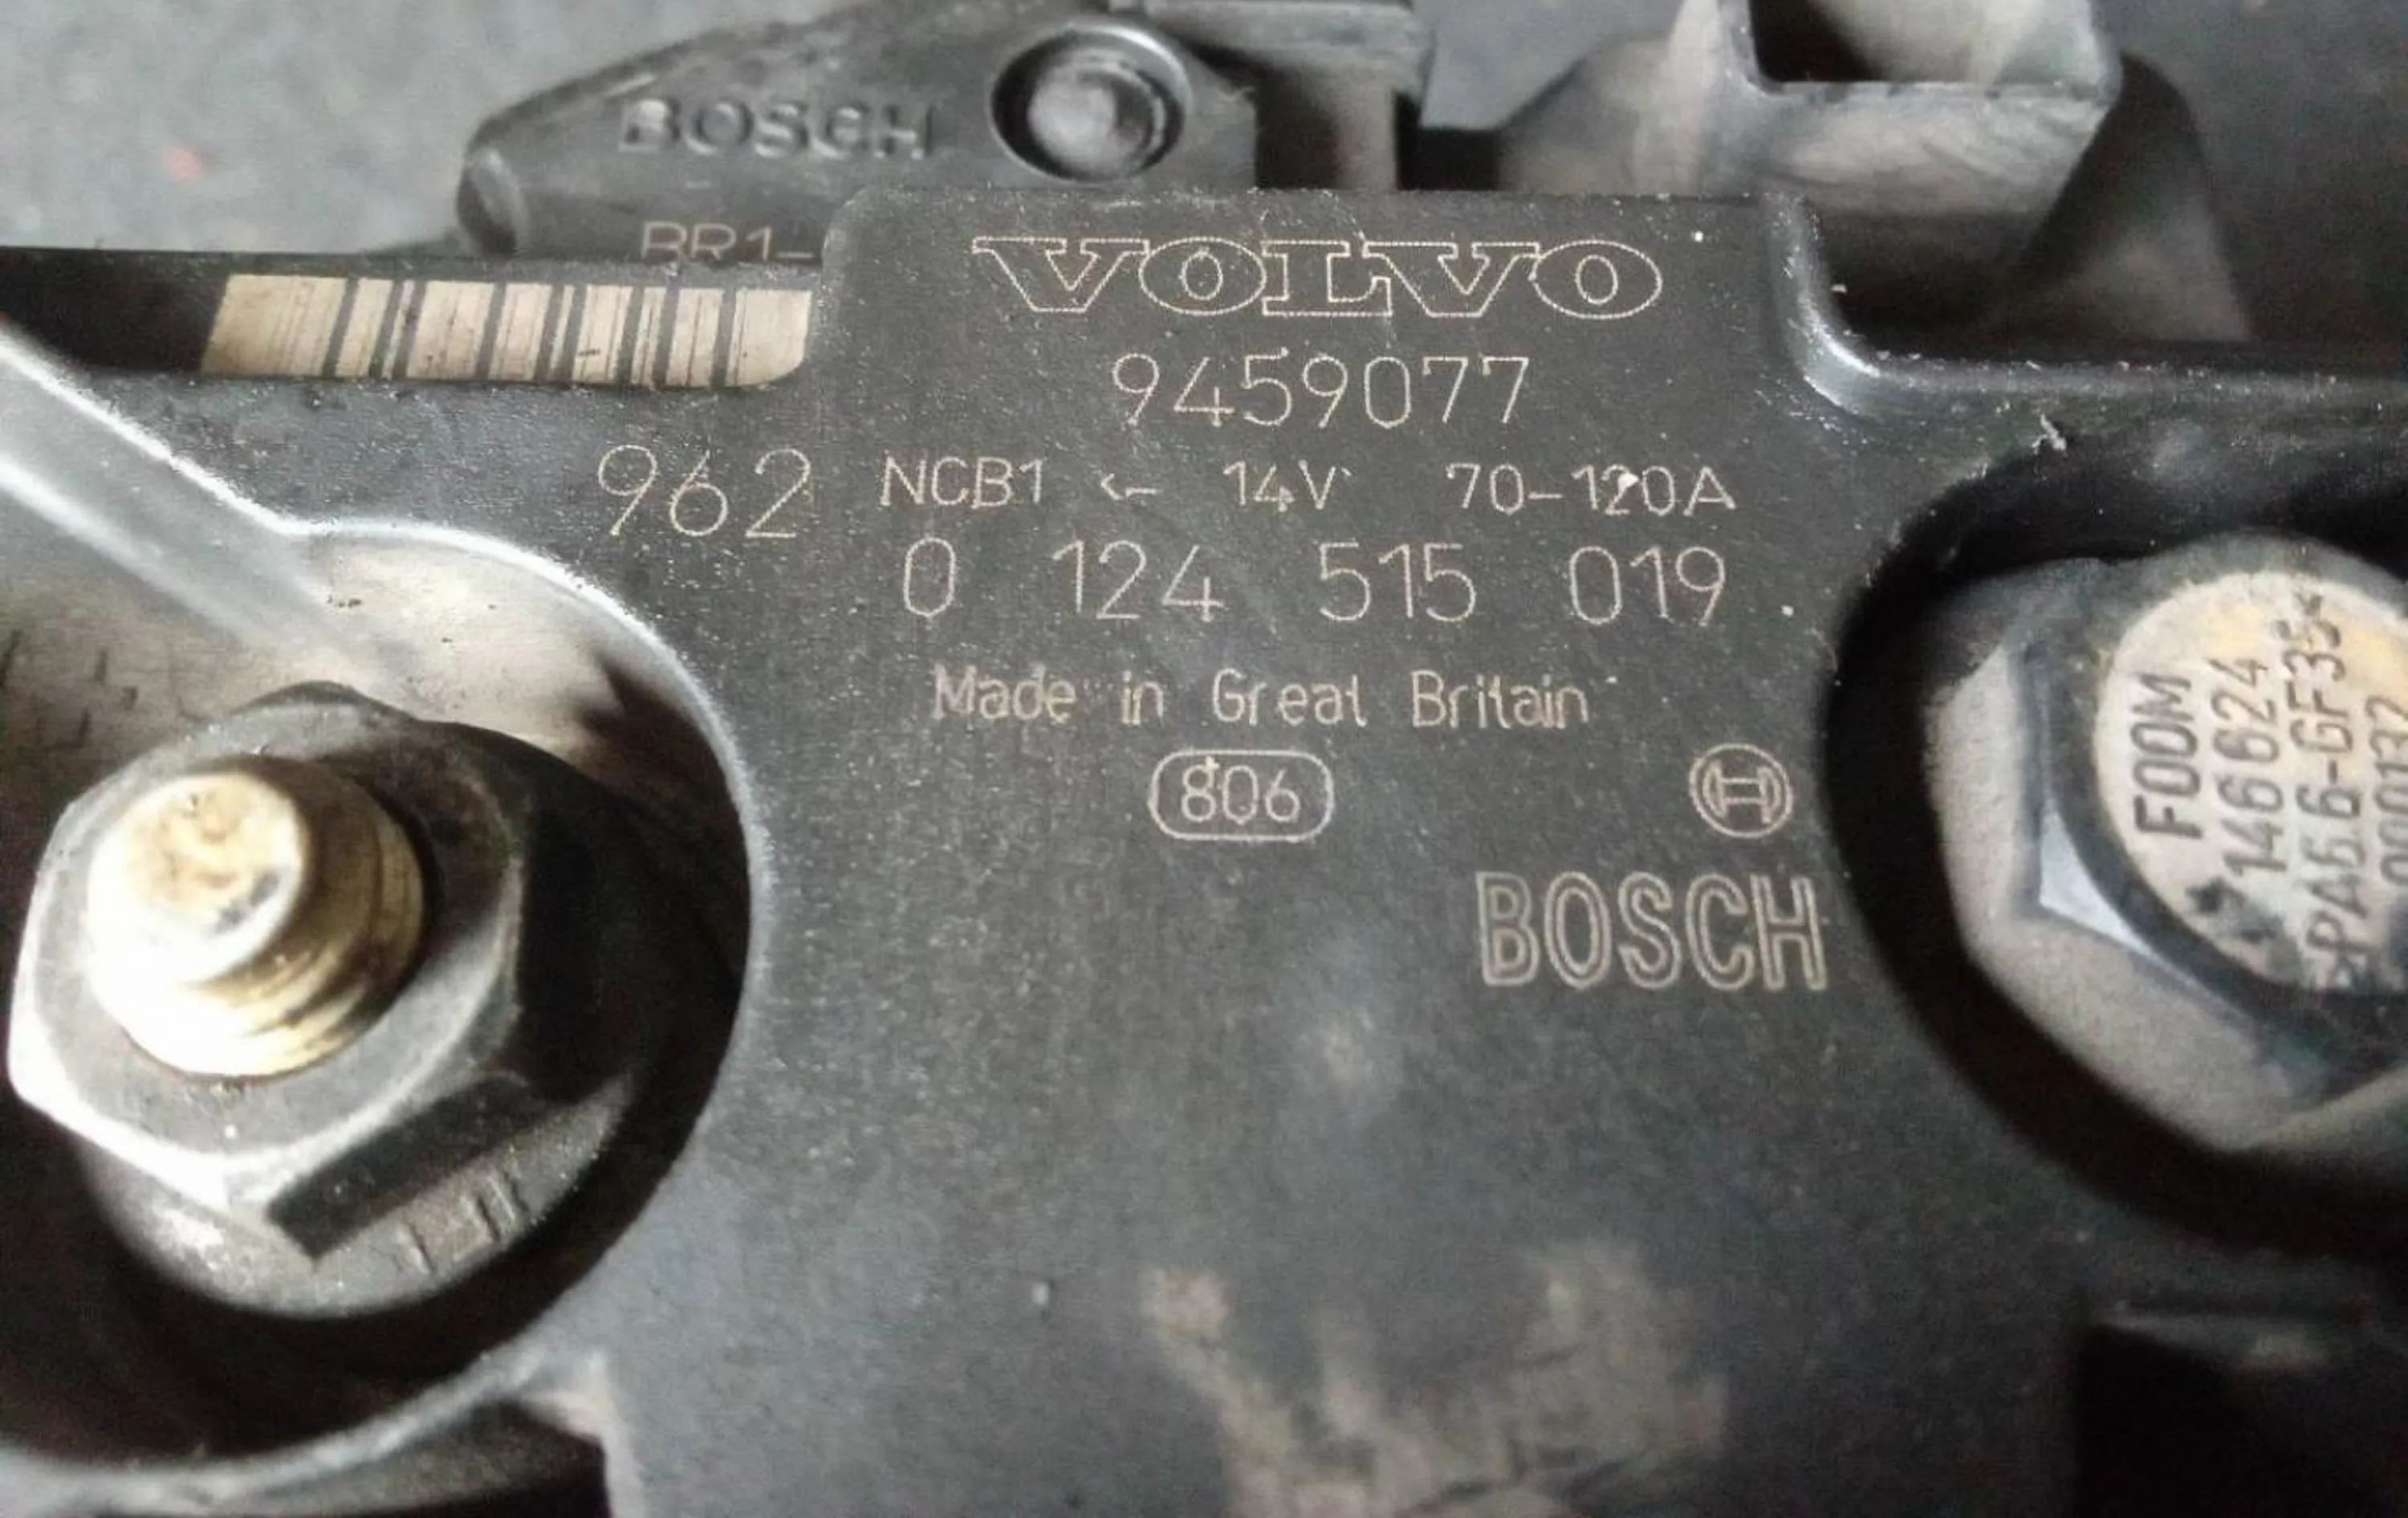 BOSCH
BR1-
VOLVO
9459077
962 NCB1 ← 14V 70-120A
0 124 515 019
Made in Great Britain
806
BOSCH
F00M
146624
>PA6.6-GF35<